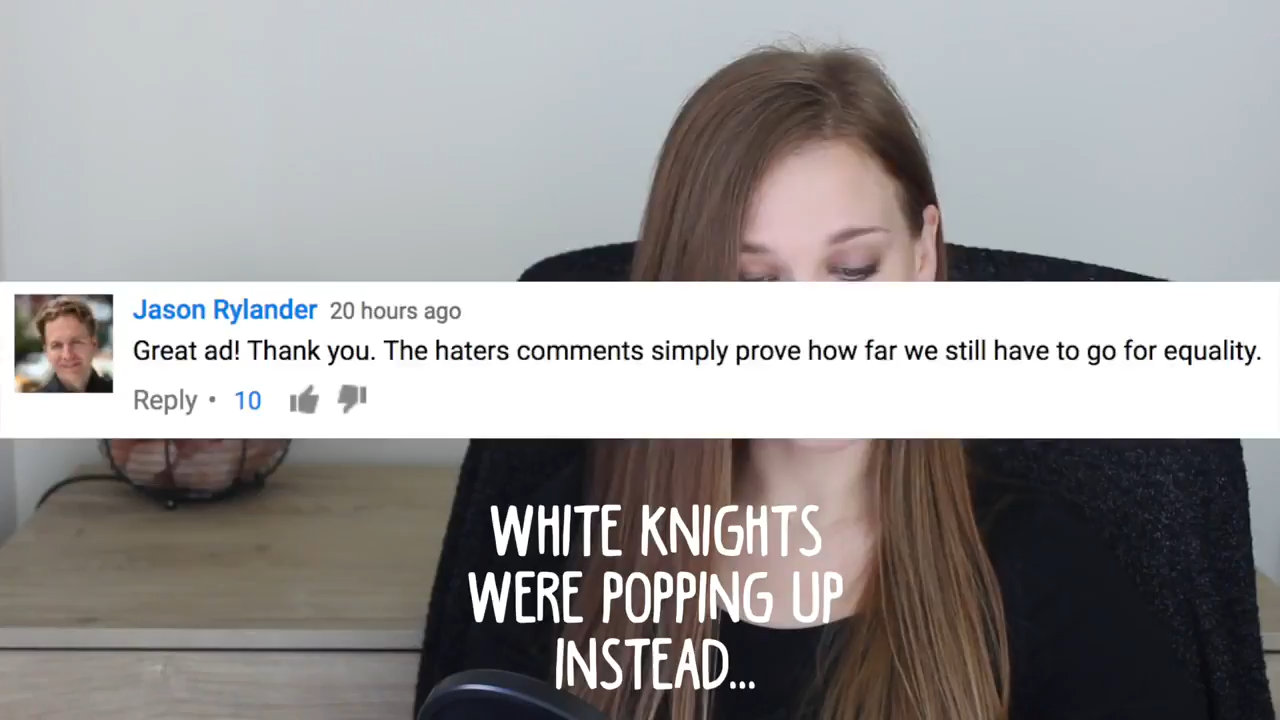 Jason Rylander 20 hours ago
Great ad! Thank you. The haters comments simply prove how far we still have to go for equality.
Reply • 10
WHITE KNIGHTS
WERE POPPING UP
INSTEAD...